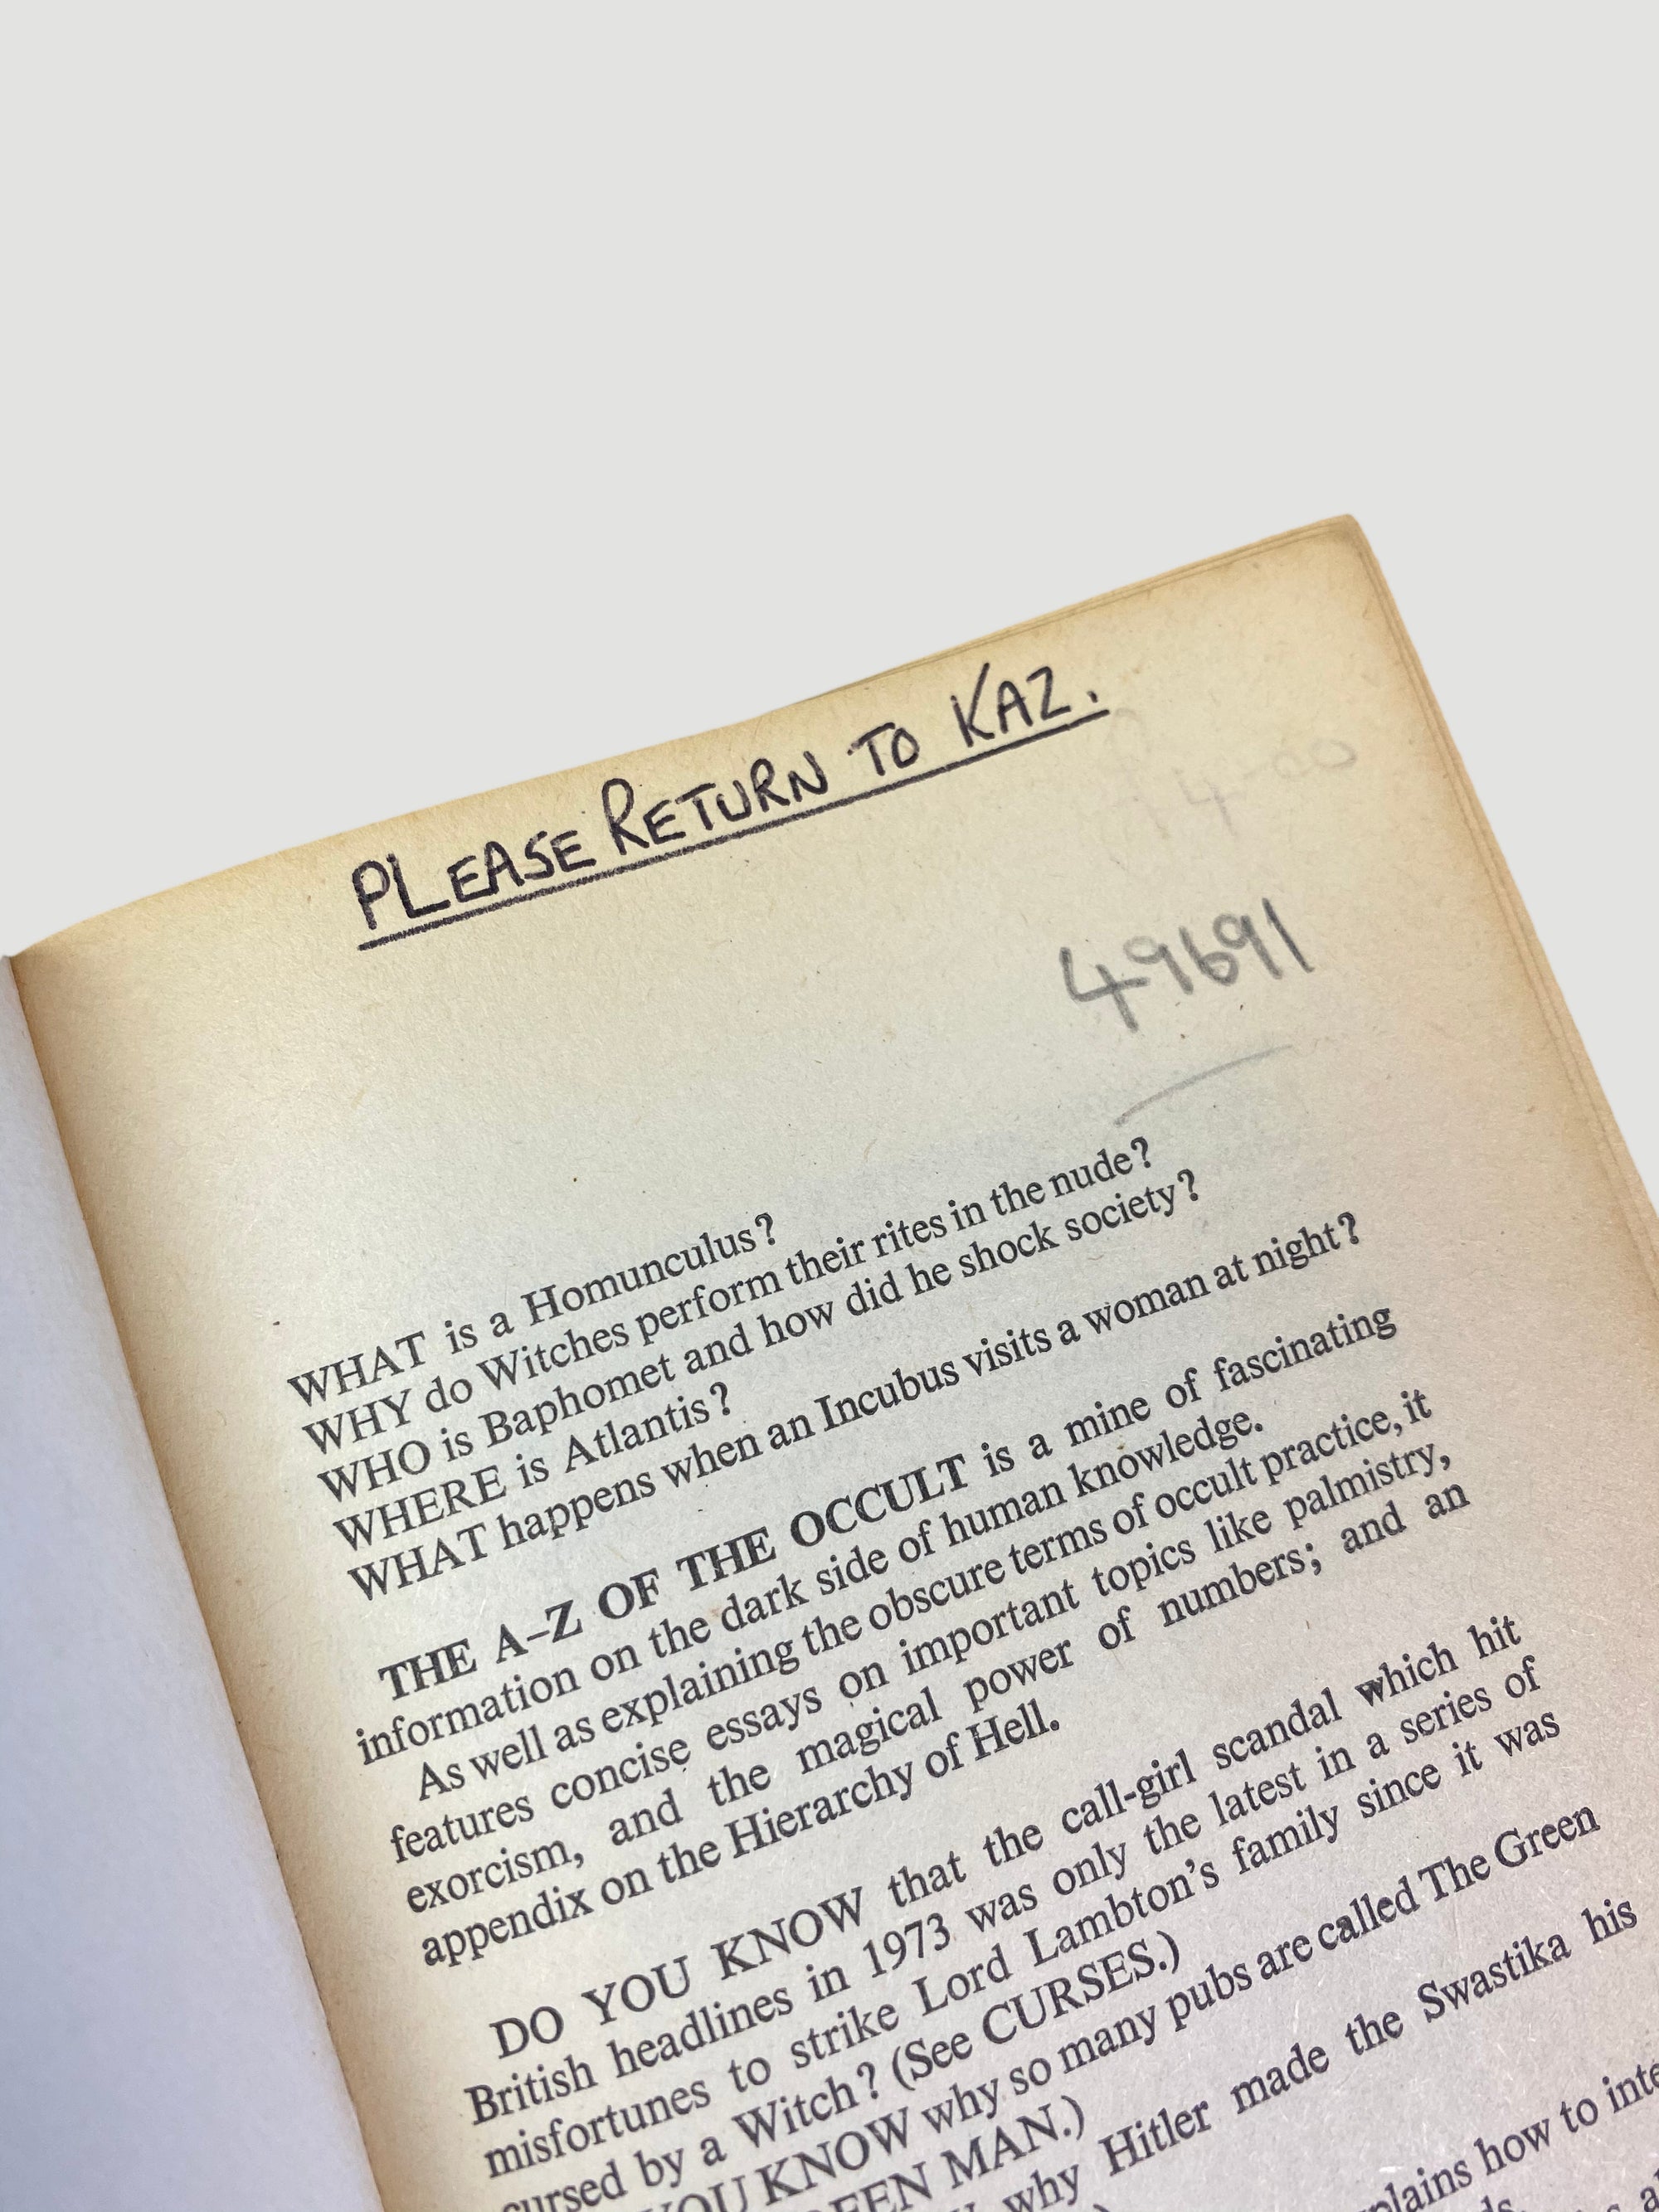 PLEASE RETURN TO KAZ.
14-00
49691
WHAT is a Homunculus?
WHY do Witches perform their rites in the nude?
WHO is Baphomet and how did he shock society?
WHERE is Atlantis?
WHAT happens when an Incubus visits a woman at night?
THE A–Z OF THE OCCULT is a mine of fascinating
information on the dark side of human knowledge.
As well as explaining the obscure terms of occult practice, it
features concise essays on important topics like palmistry,
exorcism, and the magical power of numbers; and an
appendix on the Hierarchy of Hell.
DO YOU KNOW that the call-girl scandal which hit
British headlines in 1973 was only the latest in a series of
misfortunes to strike Lord Lambton's family since it was
cursed by a Witch? (See CURSES.)
YOU KNOW why so many pubs are called The Green
MAN.)
why Hitler made the Swastika his
how to